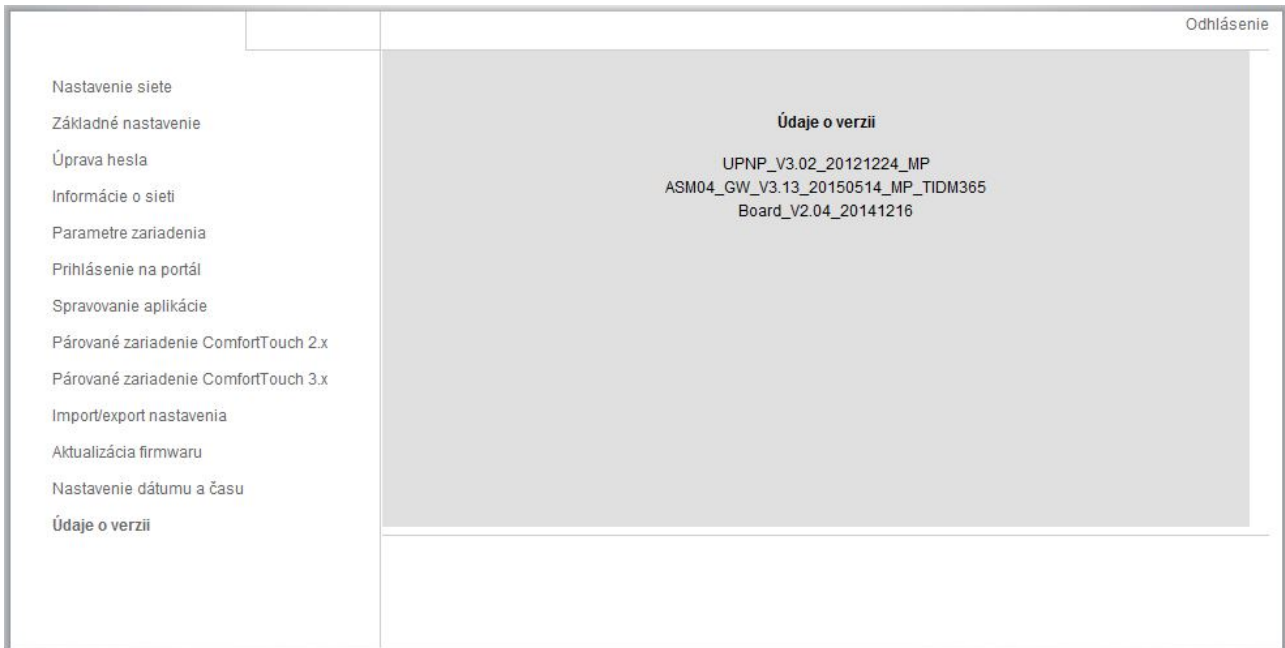 Odhlásenie
Nastavenie siete
Základné nastavenie
Úprava hesla
Informácie o sieti
Parametre zariadenia
Prihlásenie na portál
Spravovanie aplikácie
Párované zariadenie ComfortTouch 2.x
Párované zariadenie ComfortTouch 3.x
Import/export nastavenia
Aktualizácia firmwaru
Nastavenie dátumu a času
Údaje o verzii
Údaje o verzii
UPNP_V3.02_20121224_MP
ASM04_GW_V3.13_20150514_MP_TIDM365
Board_V2.04_20141216